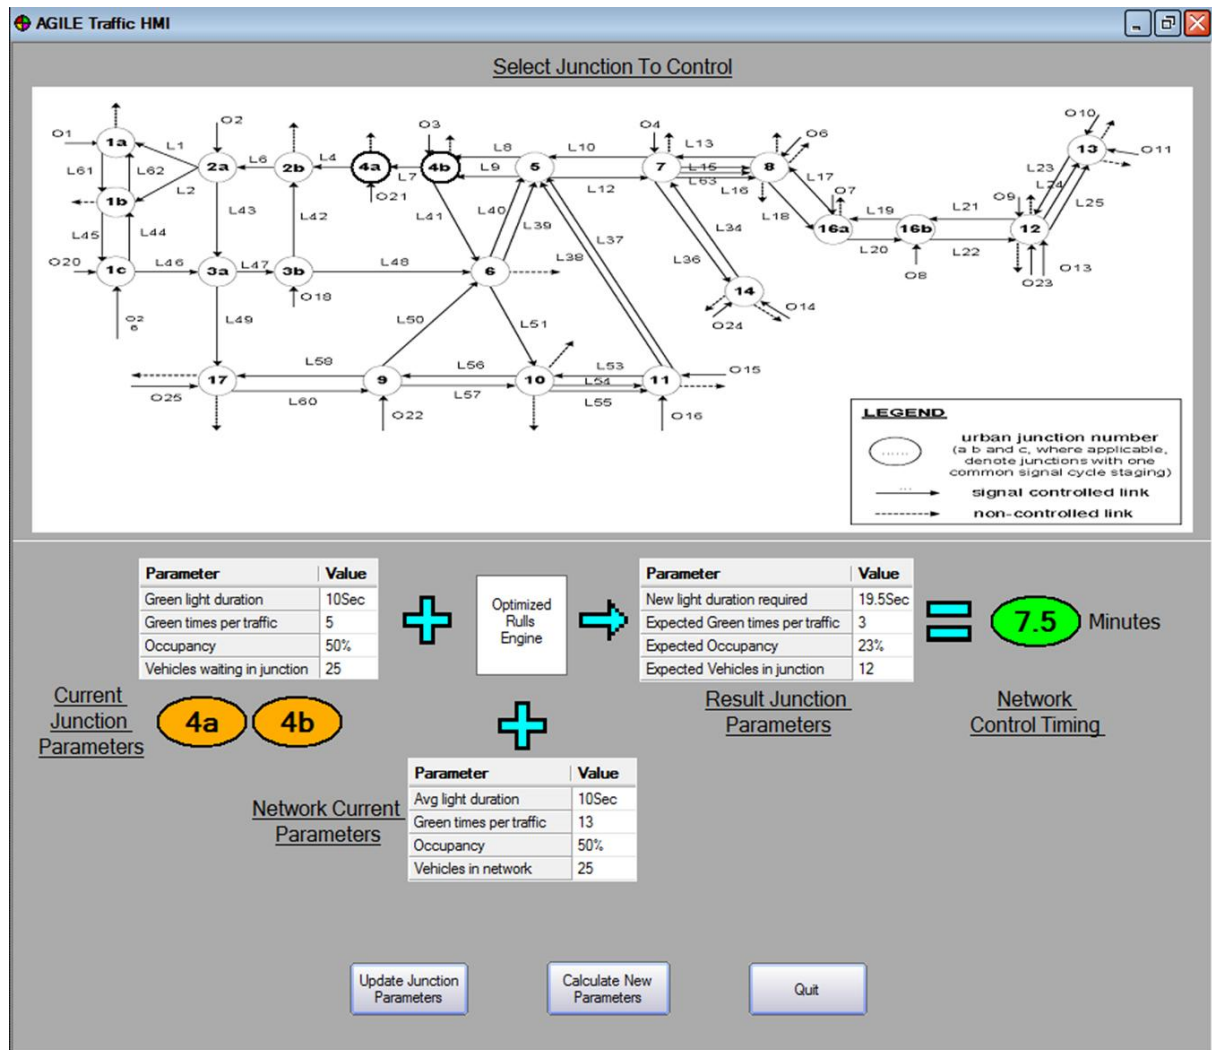 AGILE Traffic HMI
Select Junction To Control
O1
L1
O2
L61
L62
L2
1a
1b
1c
L45
L44
O20
L46
O2
6
2a
L6
2b
L4
4a
L7
4b
O3
O21
L43
L42
L41
3a
L47
3b
O18
L48
L49
L8
L9
5
L10
L12
L40
L39
L37
L38
6
L50
L51
O4
7
L13
L15
L63
L16
8
O6
L17
L18
O7
16a
L19
L20
16b
O8
L21
L22
O9
12
O23
O13
L23
L24
L25
O10
13
O11
L34
L36
14
O24
O14
17
O25
L58
L60
9
O22
L56
L57
10
L53
L54
L55
11
O15
O16
LEGEND
......
urban junction number
(a b and c, where applicable,
denote junctions with one
common signal cycle staging)
...
signal controlled link
non-controlled link
Parameter Value
Green light duration 10Sec
Green times per traffic 5
Occupancy 50%
Vehicles waiting in junction 25
Current
Junction
Parameters
4a
4b
Optimized
Rulls
Engine
Parameter Value
New light duration required 19.5Sec
Expected Green times per traffic 3
Expected Occupancy 23%
Expected Vehicles in junction 12
Result Junction
Parameters
7.5 Minutes
Network
Control Timing
Network Current
Parameters
Parameter Value
Avg light duration 10Sec
Green times per traffic 13
Occupancy 50%
Vehicles in network 25
Update Junction
Parameters
Calculate New
Parameters
Quit